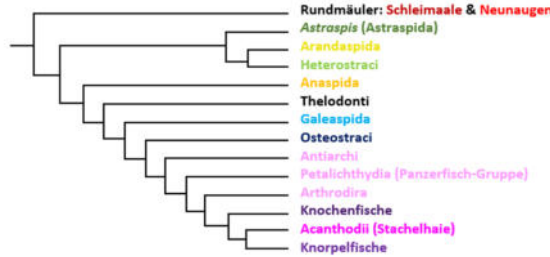 Rundmäuler: Schleimaale & Neunaugen
Astraspis (Astraspida)
Arandaspida
Heterostraci
Anaspida
Thelodonti
Galeaspida
Osteostraci
Antiarchi
Petalichthydia (Panzerfisch-Gruppe)
Arthrodira
Knochenfische
Acanthodii (Stachelhaie)
Knorpelfische